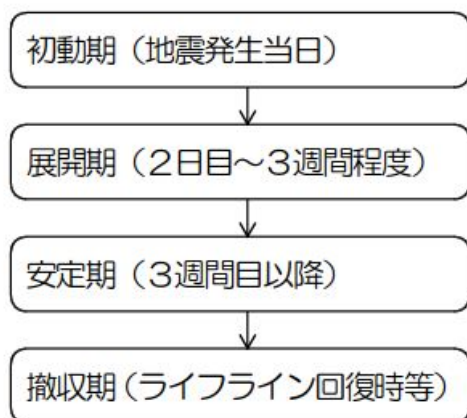 初動期（地震発生当日）
展開期（２日目～３週間程度）
安定期（３週間目以降）
撤収期（ライフライン回復時等）